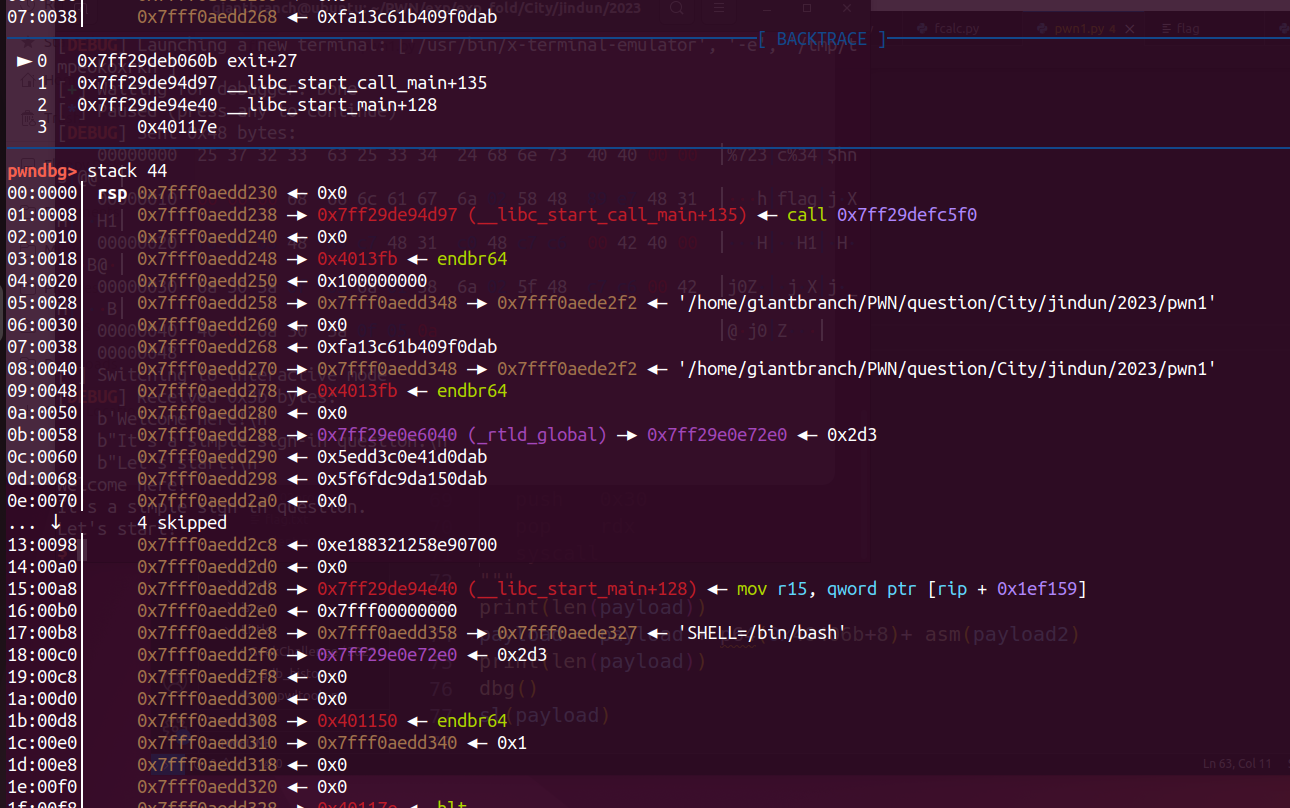 07:0038│ 0x7fff0aedd268 ◂— 0xfa13c61b409f0dab
[ BACKTRACE ]
► 0 0x7ff29deb060b exit+27
1 0x7ff29de94d97 __libc_start_call_main+135
2 0x7ff29de94e40 __libc_start_main+128
3 0x40117e
pwndbg> stack 44
00:0000│ rsp 0x7fff0aedd230 ◂— 0x0
01:0008│ 0x7fff0aedd238 —▸ 0x7ff29de94d97 (__libc_start_call_main+135) ◂— call 0x7ff29defc5f0
02:0010│ 0x7fff0aedd240 ◂— 0x0
03:0018│ 0x7fff0aedd248 —▸ 0x4013fb ◂— endbr64
04:0020│ 0x7fff0aedd250 ◂— 0x100000000
05:0028│ 0x7fff0aedd258 —▸ 0x7fff0aedd348 —▸ 0x7fff0aede2f2 ◂— '/home/giantbranch/PWN/question/City/jindun/2023/pwn1'
06:0030│ 0x7fff0aedd260 ◂— 0x0
07:0038│ 0x7fff0aedd268 ◂— 0xfa13c61b409f0dab
08:0040│ 0x7fff0aedd270 —▸ 0x7fff0aedd348 —▸ 0x7fff0aede2f2 ◂— '/home/giantbranch/PWN/question/City/jindun/2023/pwn1'
09:0048│ 0x7fff0aedd278 —▸ 0x4013fb ◂— endbr64
0a:0050│ 0x7fff0aedd280 ◂— 0x0
0b:0058│ 0x7fff0aedd288 —▸ 0x7ff29e0e6040 (_rtld_global) —▸ 0x7ff29e0e72e0 ◂— 0x2d3
0c:0060│ 0x7fff0aedd290 ◂— 0x5edd3c0e41d0dab
0d:0068│ 0x7fff0aedd298 ◂— 0x5f6fdc9da150dab
0e:0070│ 0x7fff0aedd2a0 ◂— 0x0
... ↓ 4 skipped
13:0098│ 0x7fff0aedd2c8 ◂— 0xe188321258e90700
14:00a0│ 0x7fff0aedd2d0 ◂— 0x0
15:00a8│ 0x7fff0aedd2d8 —▸ 0x7ff29de94e40 (__libc_start_main+128) ◂— mov r15, qword ptr [rip + 0x1ef159]
16:00b0│ 0x7fff0aedd2e0 ◂— 0x7fff00000000
17:00b8│ 0x7fff0aedd2e8 —▸ 0x7fff0aedd358 —▸ 0x7fff0aede327 ◂— 'SHELL=/bin/bash'
18:00c0│ 0x7fff0aedd2f0 —▸ 0x7ff29e0e72e0 ◂— 0x2d3
19:00c8│ 0x7fff0aedd2f8 ◂— 0x0
1a:00d0│ 0x7fff0aedd300 ◂— 0x0
1b:00d8│ 0x7fff0aedd308 —▸ 0x401150 ◂— endbr64
1c:00e0│ 0x7fff0aedd310 —▸ 0x7fff0aedd340 ◂— 0x1
1d:00e8│ 0x7fff0aedd318 ◂— 0x0
1e:00f0│ 0x7fff0aedd320 ◂— 0x0
1f:00f8│ 0x7fff0aedd328 —▸ 0x40117e ◂— hlt